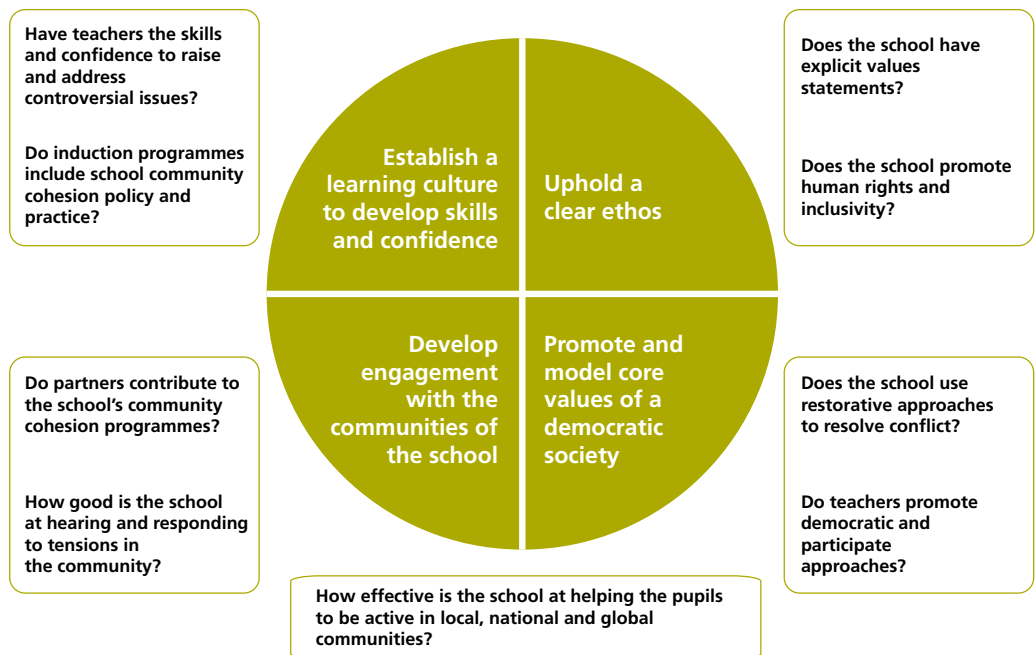 Have teachers the skills
and confidence to raise
and address
controversial issues?
Do induction programmes
include school community
cohesion policy and
practice?
Establish a
learning culture
to develop skills
and confidence
Uphold a
clear ethos
Does the school have
explicit values
statements?
Does the school promote
human rights and
inclusivity?
Do partners contribute to
the school's community
cohesion programmes?
How good is the school
at hearing and responding
to tensions in
the community?
Develop
engagement
with the
communities of
the school
Promote and
model core
values of a
democratic
society
Does the school use
restorative approaches
to resolve conflict?
Do teachers promote
democratic and
participate
approaches?
How effective is the school at helping the pupils
to be active in local, national and global
communities?